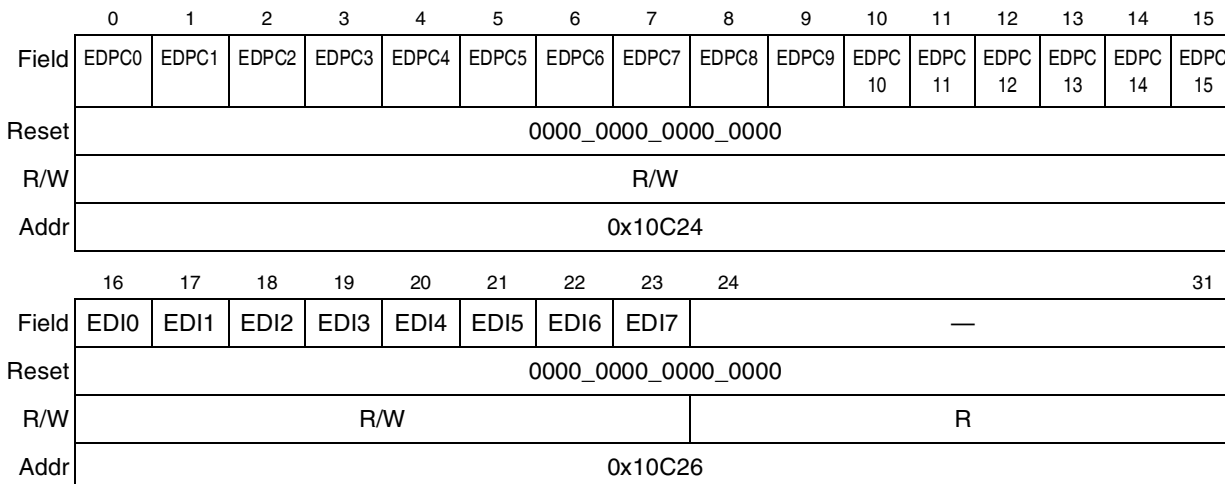 0 1 2 3 4 5 6 7 8 9 10 11 12 13 14 15
Field EDPC0 EDPC1 EDPC2 EDPC3 EDPC4 EDPC5 EDPC6 EDPC7 EDPC8 EDPC9 EDPC 10 EDPC 11 EDPC 12 EDPC 13 EDPC 14 EDPC 15
Reset 0000_0000_0000_0000
R/W R/W
Addr 0x10C24
16 17 18 19 20 21 22 23 24 31
Field EDI0 EDI1 EDI2 EDI3 EDI4 EDI5 EDI6 EDI7 —
Reset 0000_0000_0000_0000
R/W R/W R
Addr 0x10C26